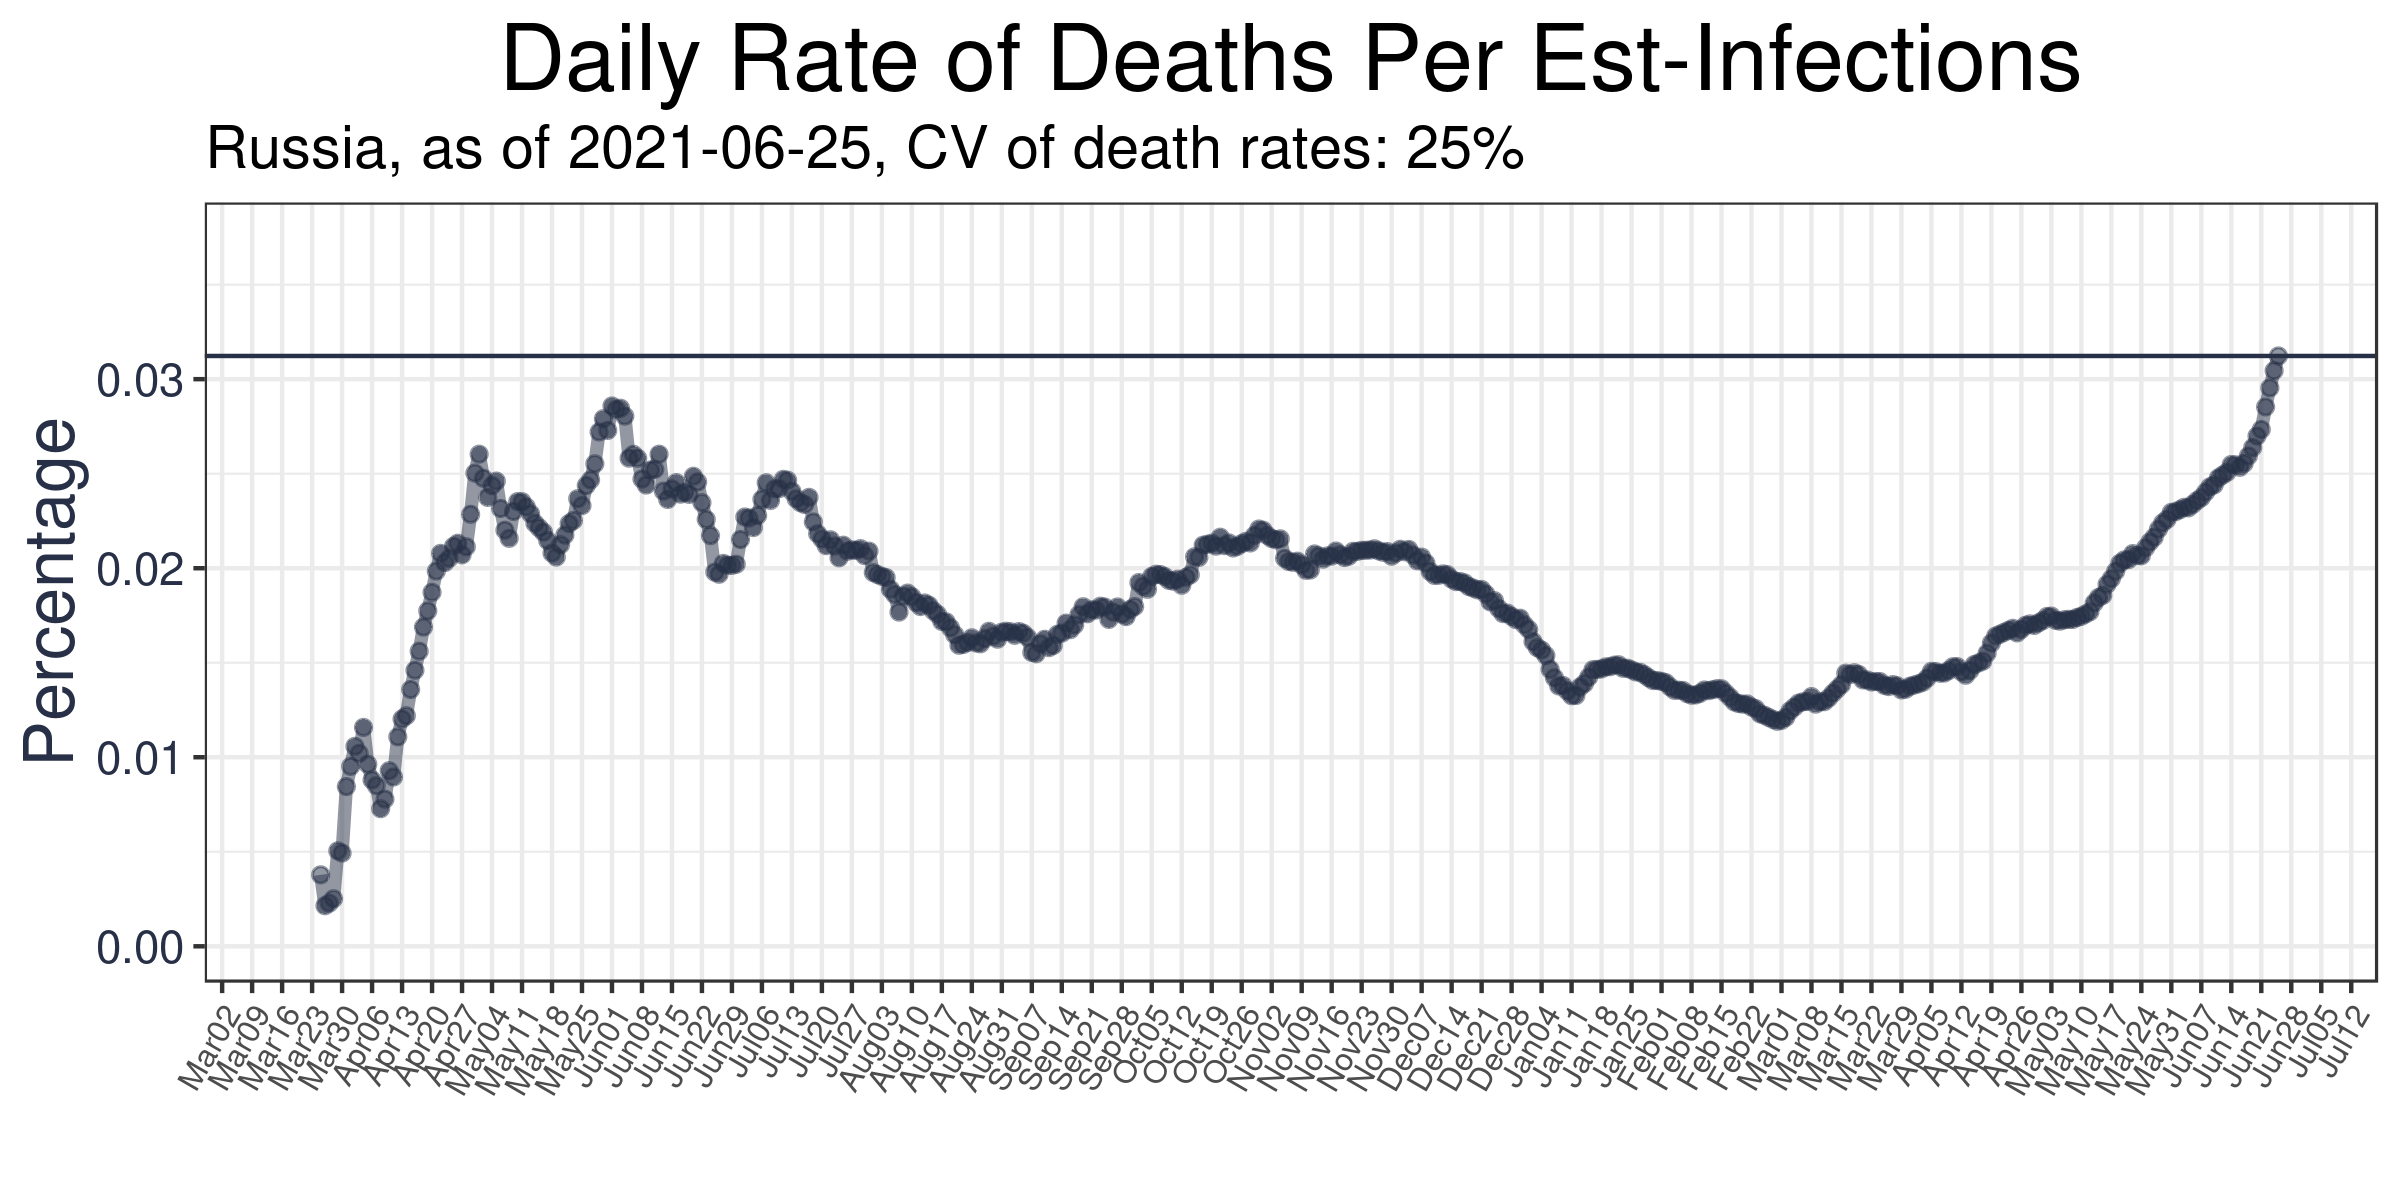 Daily Rate of Deaths Per Est-Infections
Russia, as of 2021-06-25, CV of death rates: 25%
Percentage
0.03
0.02
0.01
0.00
Mar02
Mar09
Mar16
Mar23
Mar30
Apr06
Apr13
Apr20
Apr27
May04
May11
May18
May25
Jun01
Jun08
Jun15
Jun22
Jun29
Jul06
Jul13
Jul20
Jul27
Aug03
Aug10
Aug17
Aug24
Aug31
Sep07
Sep14
Sep21
Sep28
Oct05
Oct12
Oct19
Oct26
Nov02
Nov09
Nov16
Nov23
Nov30
Dec07
Dec14
Dec21
Dec28
Jan04
Jan11
Jan18
Jan25
Feb01
Feb08
Feb15
Feb22
Mar01
Mar08
Mar15
Mar22
Mar29
Apr05
Apr12
Apr19
Apr26
May03
May10
May17
May24
May31
Jun07
Jun14
Jun21
Jun28
Jul05
Jul12